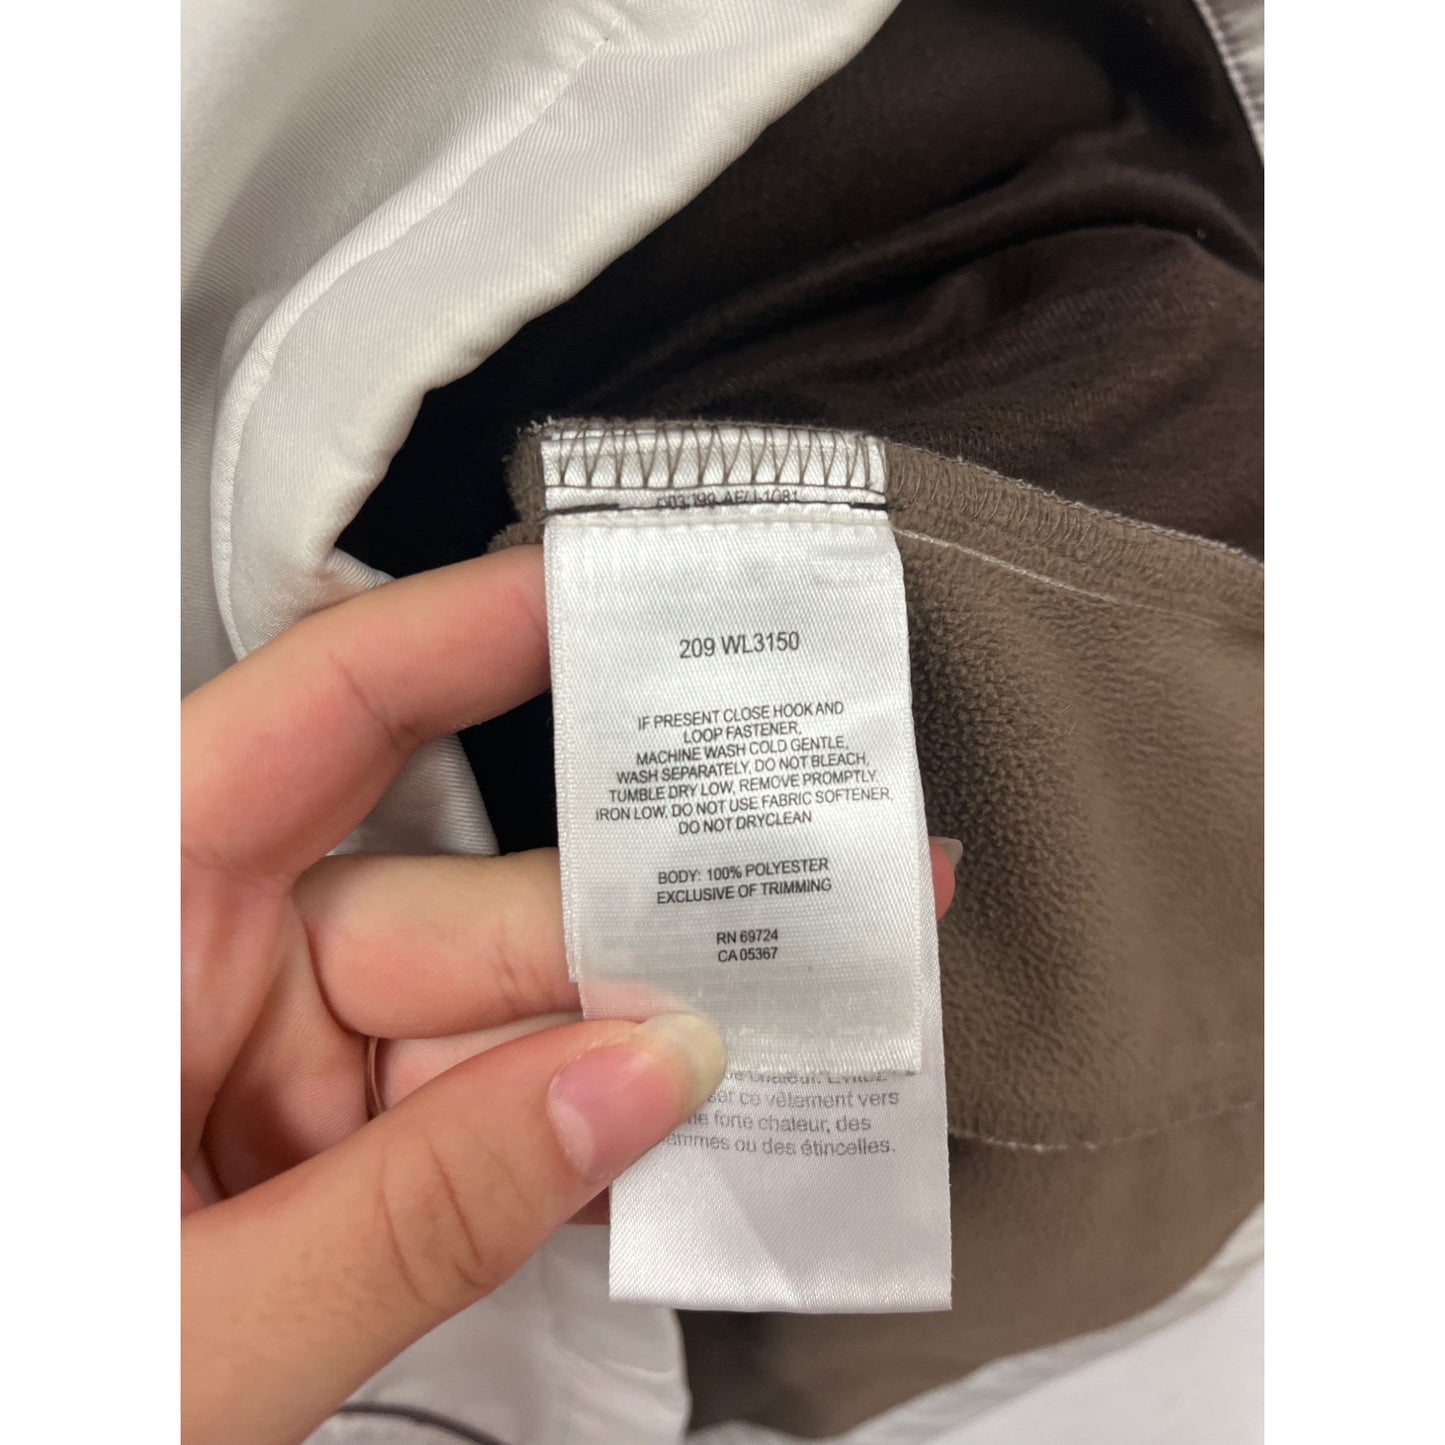 209 WL3150
IF PRESENT CLOSE HOOK AND
LOOP FASTENER,
MACHINE WASH COLD GENTLE,
WASH SEPARATELY, DO NOT BLEACH,
TUMBLE DRY LOW, REMOVE PROMPTLY.
IRON LOW, DO NOT USE FABRIC SOFTENER,
DO NOT DRYCLEAN
BODY: 100% POLYESTER
EXCLUSIVE OF TRIMMING
RN 69724
CA 05367
ce vêtement vers
forte chaleur, des
ou des étincelles.